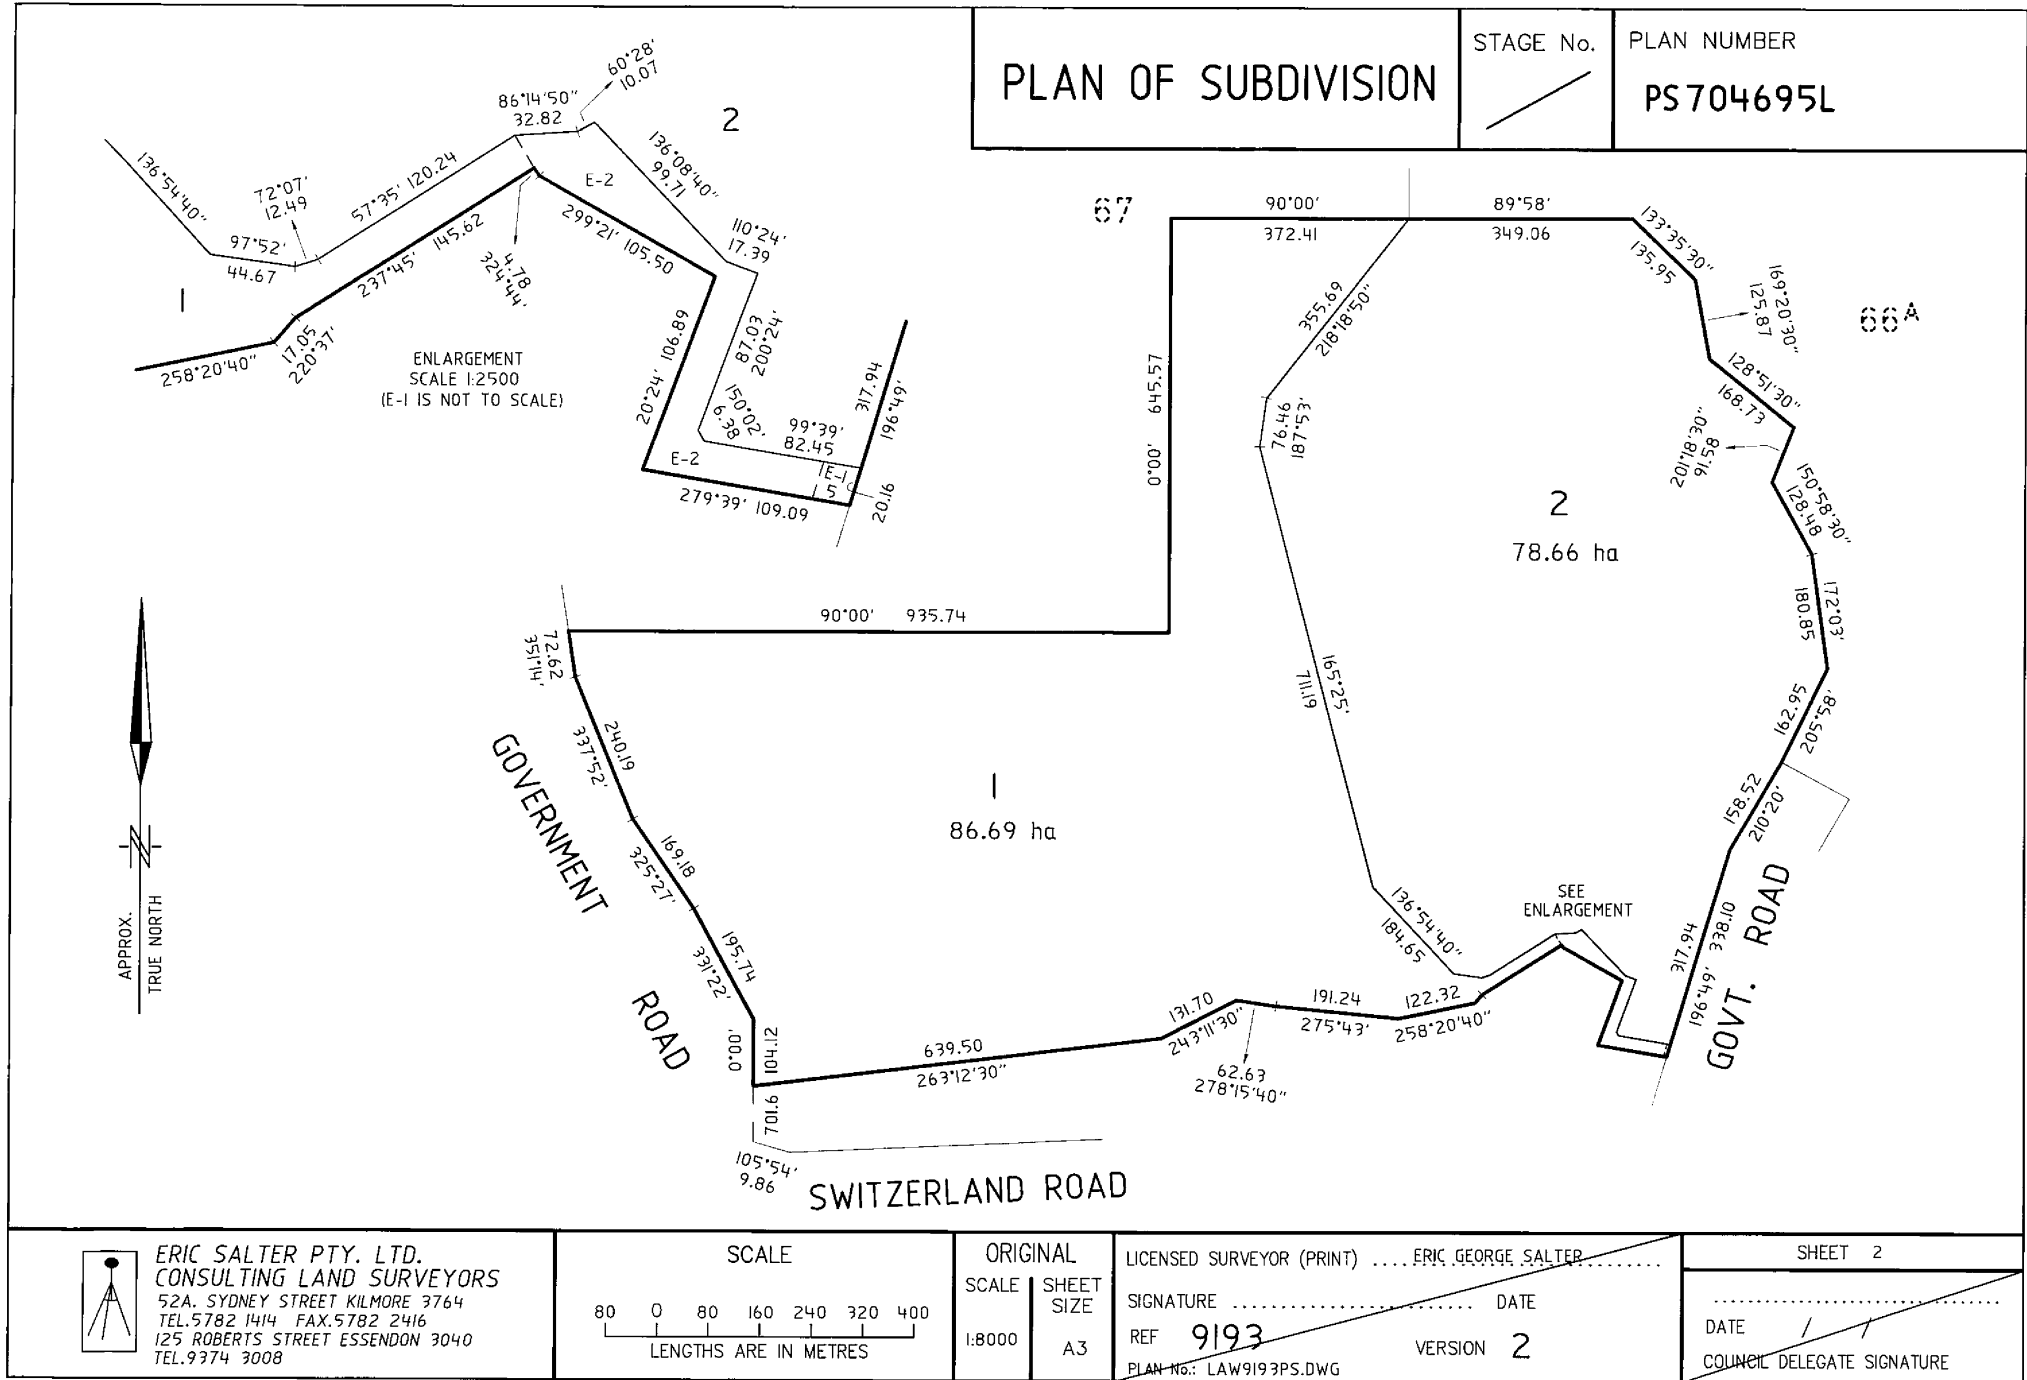 PLAN OF SUBDIVISION
STAGE No.
PLAN NUMBER
PS704695L
60°28'
10.07
86°14'50"
32.82
2
136°54'40"
72°07'
12.49
57°35' 120.24
E-2
136°08'40"
99.71
110°24'
17.39
97°52'
44.67
237°45' 145.62
4.78
324°44'
299°21' 105.50
1
17.05
220°37'
258°20'40"
ENLARGEMENT
SCALE 1:2500
(E-1 IS NOT TO SCALE)
20°24' 106.89
87.03
200°24'
150°02'
6.38
99°39'
82.45
317.94
196°49'
E-2
E-1
5
279°39' 109.09
20.16
67
90°00'
372.41
89°58'
349.06
133°35'30"
135.95
169°20'30"
125.87
66A
355.69
218°18'50"
128°51'30"
168.73
0°00' 645.57
76.46
187°53'
201°18'30"
91.58
150°58'30"
128.48
2
78.66 ha
90°00' 935.74
172°03'
180.85
72.62
351°14'
165°25'
711.19
162.95
205°58'
240.19
337°52'
GOVERNMENT
ROAD
1
86.69 ha
158.52
210°20'
169.18
325°27'
SEE
ENLARGEMENT
136°54'40"
184.65
317.94
196°49' 338.10
GOVT. ROAD
APPROX.
TRUE NORTH
195.74
331°22'
0°00' 104.12
639.50
263°12'30"
131.70
243°11'30"
191.24
275°43'
122.32
258°20'40"
62.63
278°15'40"
701.6
105°54'
9.86
SWITZERLAND ROAD
ERIC SALTER PTY. LTD.
CONSULTING LAND SURVEYORS
52A. SYDNEY STREET KILMORE 3764
TEL.5782 1414 FAX.5782 2416
125 ROBERTS STREET ESSENDON 3040
TEL.9374 3008
SCALE
80 0 80 160 240 320 400
LENGTHS ARE IN METRES
ORIGINAL
SCALE
SHEET SIZE
1:8000
A3
LICENSED SURVEYOR (PRINT) .... ERIC GEORGE SALTER............
SIGNATURE ........................... DATE
REF 9193
VERSION 2
PLAN No.: LAW9193PS.DWG
SHEET 2
DATE / /
COUNCIL DELEGATE SIGNATURE